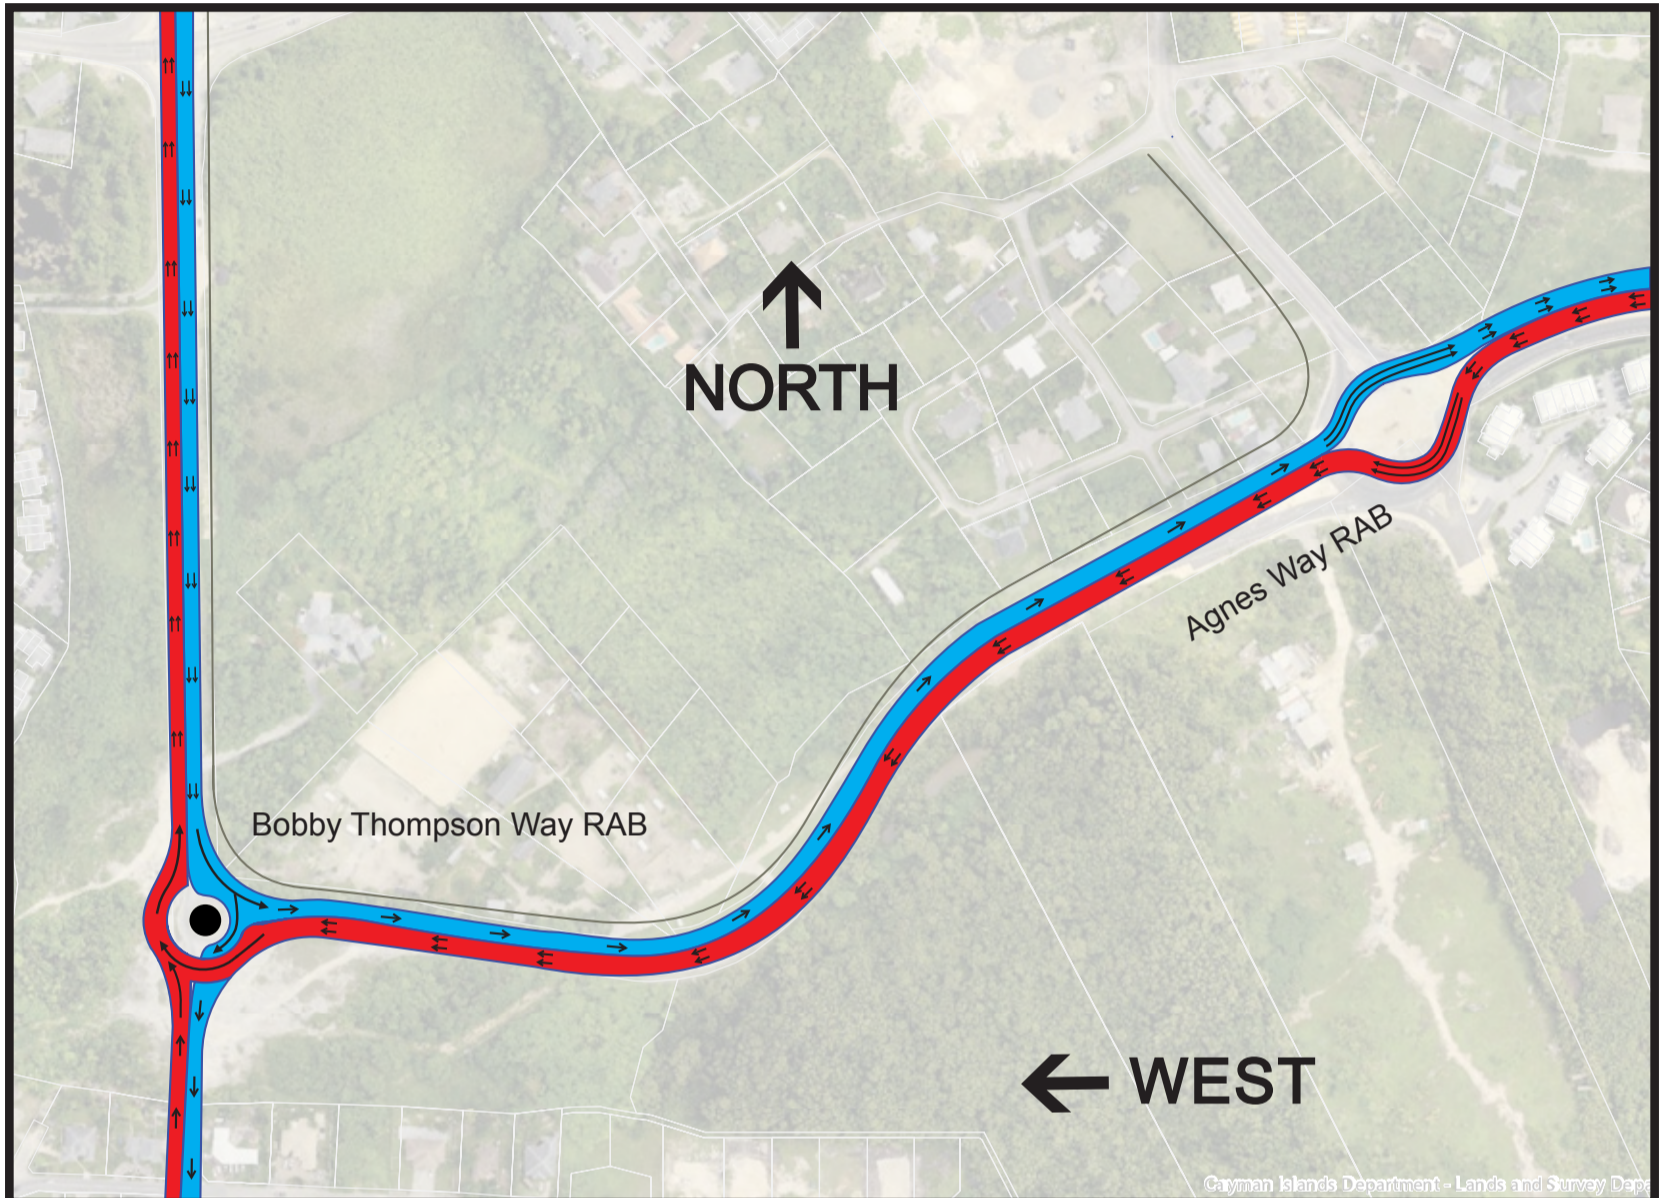 NORTH
Agnes Way RAB
Bobby Thompson Way RAB
WEST
Cayman Islands Department - Lands and Survey Depa